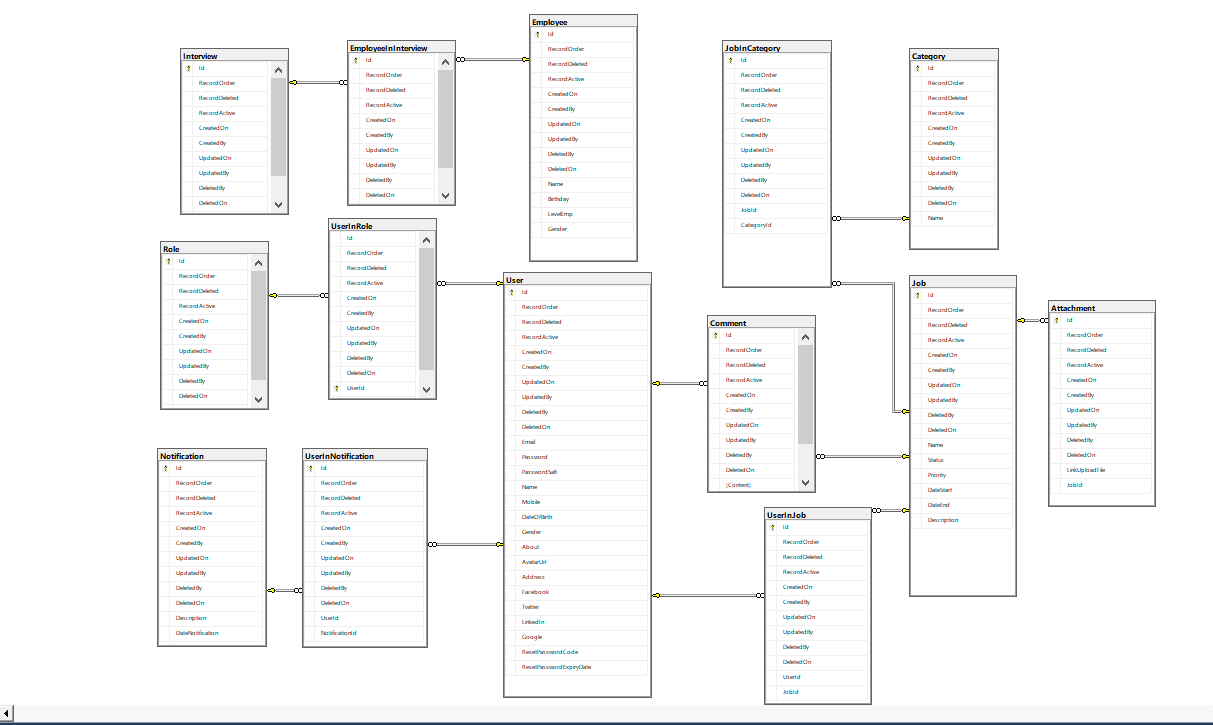 Employee
Id
RecordOrder
RecordDeleted
RecordActive
CreatedOn
CreatedBy
UpdatedOn
UpdatedBy
DeletedBy
DeletedOn
Name
Birthday
LevelEmp
Gender
EmployeeInInterview
Id
RecordOrder
RecordDeleted
RecordActive
CreatedOn
CreatedBy
UpdatedOn
UpdatedBy
DeletedBy
DeletedOn
Interview
Id
RecordOrder
RecordDeleted
RecordActive
CreatedOn
CreatedBy
UpdatedOn
UpdatedBy
DeletedBy
DeletedOn
JobInCategory
Id
RecordOrder
RecordDeleted
RecordActive
CreatedOn
CreatedBy
UpdatedOn
UpdatedBy
DeletedBy
DeletedOn
JobId
CategoryId
Category
Id
RecordOrder
RecordDeleted
RecordActive
CreatedOn
CreatedBy
UpdatedOn
UpdatedBy
DeletedBy
DeletedOn
Name
UserInRole
Id
RecordOrder
RecordDeleted
RecordActive
CreatedOn
CreatedBy
UpdatedOn
UpdatedBy
DeletedBy
DeletedOn
UserId
Role
Id
RecordOrder
RecordDeleted
RecordActive
CreatedOn
CreatedBy
UpdatedOn
UpdatedBy
DeletedBy
DeletedOn
User
Id
RecordOrder
RecordDeleted
RecordActive
CreatedOn
CreatedBy
UpdatedOn
UpdatedBy
DeletedBy
DeletedOn
Email
Password
PasswordSalt
Name
Mobile
DateOfBirth
Gender
About
AvatarUrl
Address
Facebook
Twitter
LinkedIn
Google
ResetPasswordCode
ResetPasswordExpiryDate
Job
Id
RecordOrder
RecordDeleted
RecordActive
CreatedOn
CreatedBy
UpdatedOn
UpdatedBy
DeletedBy
DeletedOn
Name
Status
Priority
DateStart
DateEnd
Description
Attachment
Id
RecordOrder
RecordDeleted
RecordActive
CreatedOn
CreatedBy
UpdatedOn
UpdatedBy
DeletedBy
DeletedOn
LinkUploadFile
JobId
Comment
Id
RecordOrder
RecordDeleted
RecordActive
CreatedOn
CreatedBy
UpdatedOn
UpdatedBy
DeletedBy
DeletedOn
[Content]
Notification
Id
RecordOrder
RecordDeleted
RecordActive
CreatedOn
CreatedBy
UpdatedOn
UpdatedBy
DeletedBy
DeletedOn
Description
DateNotification
UserInNotification
Id
RecordOrder
RecordDeleted
RecordActive
CreatedOn
CreatedBy
UpdatedOn
UpdatedBy
DeletedBy
DeletedOn
UserId
NotificationId
UserInJob
Id
RecordOrder
RecordDeleted
RecordActive
CreatedOn
CreatedBy
UpdatedOn
UpdatedBy
DeletedBy
DeletedOn
UserId
JobId